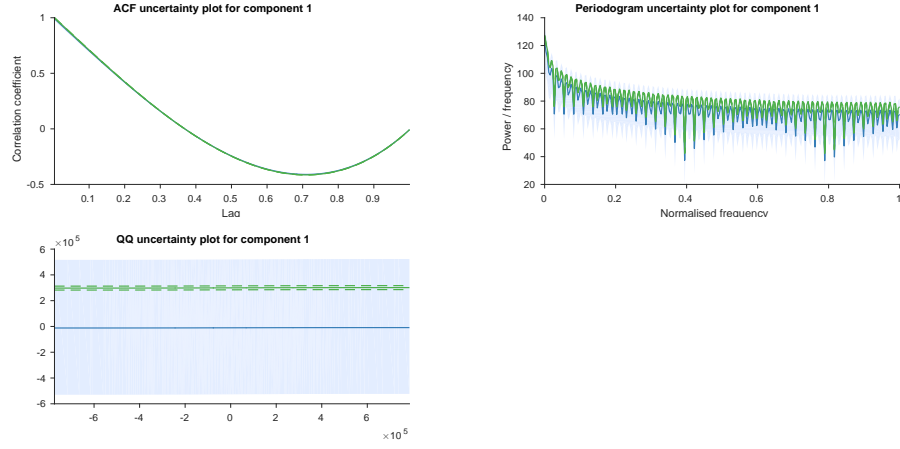 ACF uncertainty plot for component 1
Correlation coefficient
1
0.5
0
-0.5
0.1 0.2 0.3 0.4 0.5 0.6 0.7 0.8 0.9
Lag
Periodogram uncertainty plot for component 1
Power / frequency
140
120
100
80
60
40
20
0 0.2 0.4 0.6 0.8 1
Normalised frequency
QQ uncertainty plot for component 1
×10 5
6
4
2
0
-2
-4
-6
-6 -4 -2 0 2 4 6
×10 5